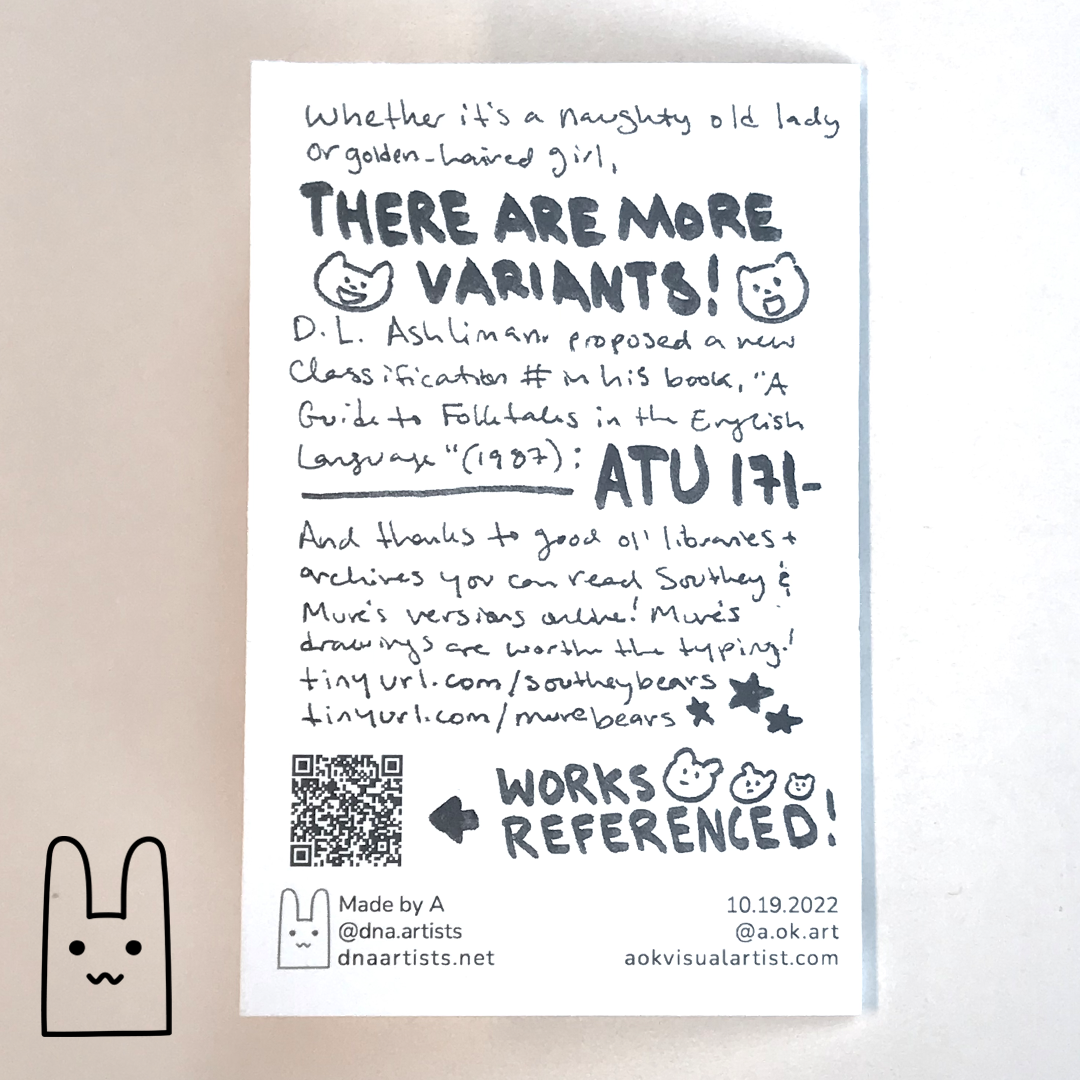 Whether it's a naughty old lady
or golden-haired girl,
THERE ARE MORE
VARIANTS!
D.L. Ashliman proposed a new
Classification # in his book, "A
Guide to Folktales in the English
Language" (1987): ATU 171-
And thanks to good ol' libraries +
archives you can read Southey &
Mure's versions online! Mure's
drawings are worth the typing!
tinyurl.com/southeybears
tinyurl.com/murebears
WORKS
REFERENCED!
Made by A
@dna.artists
dnaartists.net
10.19.2022
@a.ok.art
aokvisualartist.com